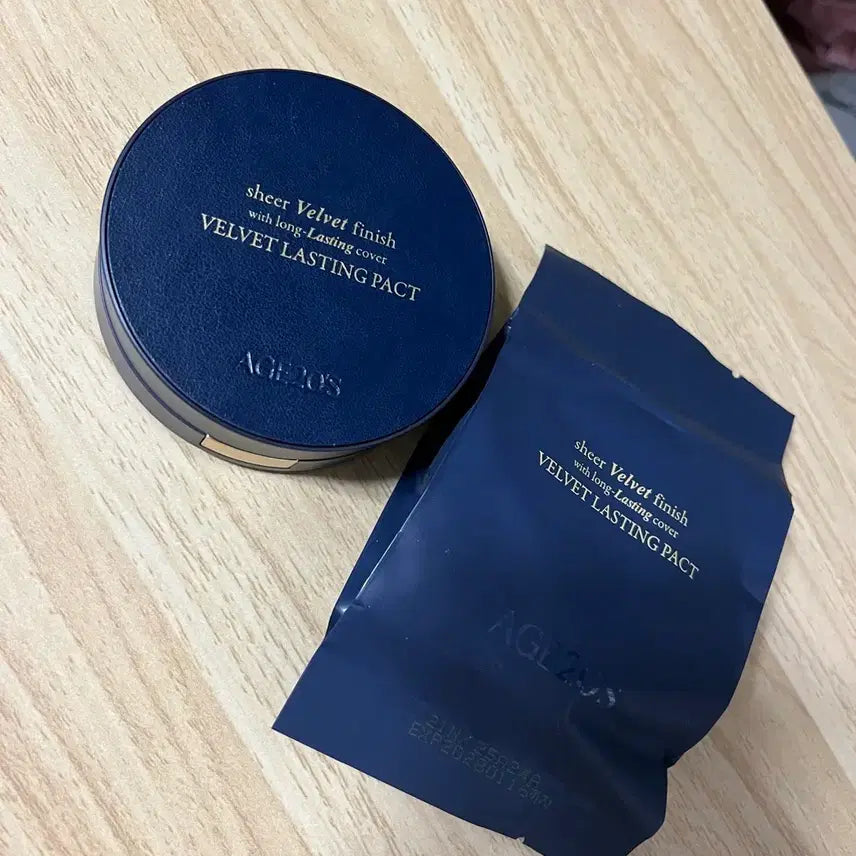 sheer Velvet finish
with long-Lasting cover
VELVET LASTING PACT
AGE20'S
sheer Velvet finish
with long-Lasting cover
VELVET LASTING PACT
AGE20'S